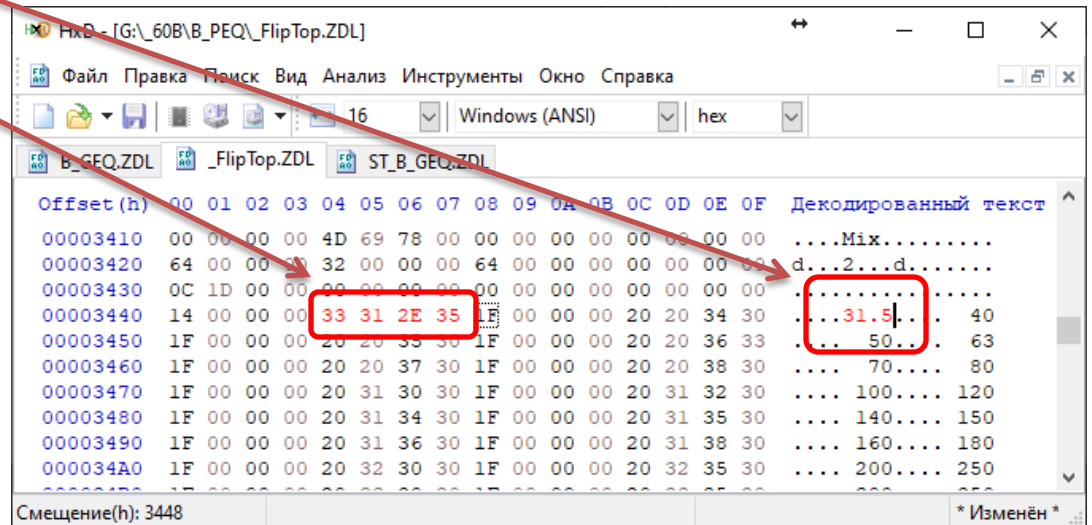 HxD - [G:\_60B\B_PEQ\_FlipTop.ZDL]
Файл Правка Поиск Вид Анализ Инструменты Окно Справка
16 Windows (ANSI) hex
B_GEQ.ZDL _FlipTop.ZDL ST_B_GEQ.ZDL
Offset(h) 00 01 02 03 04 05 06 07 08 09 0A 0B 0C 0D 0E 0F Декодированный текст
00003410 00 00 00 00 4D 69 78 00 00 00 00 00 00 00 00 00 ....Mix.........
00003420 64 00 00 00 32 00 00 00 64 00 00 00 00 00 00 00 d...2...d.......
00003430 0C 1D 00 00 00 00 00 00 00 00 00 00 00 00 00 00 ................
00003440 14 00 00 00 33 31 2E 35 1F 00 00 00 20 20 34 30 ....31.5.... 40
00003450 1F 00 00 00 20 20 35 30 1F 00 00 00 20 20 36 33 .... 50.... 63
00003460 1F 00 00 00 20 20 37 30 1F 00 00 00 20 20 38 30 .... 70.... 80
00003470 1F 00 00 00 20 31 30 30 1F 00 00 00 20 31 32 30 .... 100.... 120
00003480 1F 00 00 00 20 31 34 30 1F 00 00 00 20 31 35 30 .... 140.... 150
00003490 1F 00 00 00 20 31 36 30 1F 00 00 00 20 31 38 30 .... 160.... 180
000034A0 1F 00 00 00 20 32 30 30 1F 00 00 00 20 32 35 30 .... 200.... 250
Смещение(h): 3448 * Изменён *